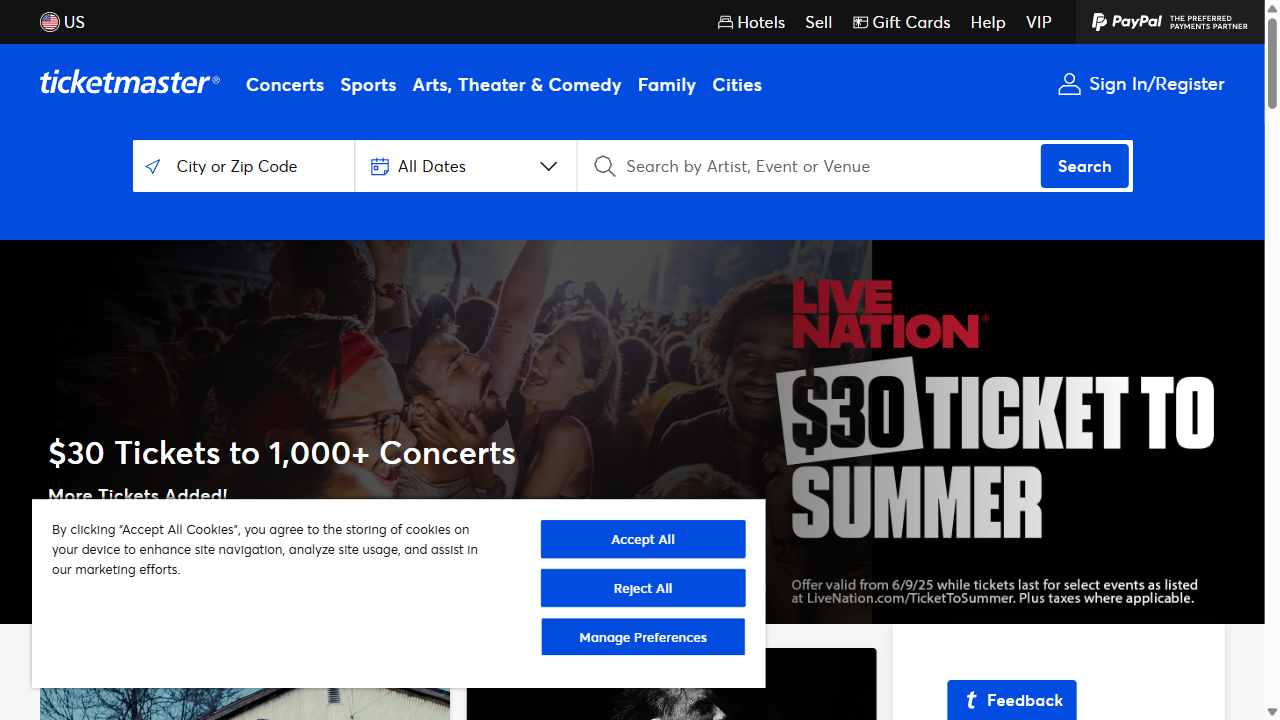 US
Hotels
Sell
Gift Cards
Help
VIP
PayPal
THE PREFERRED
PAYMENTS PARTNER
ticketmaster®
Concerts
Sports
Arts, Theater & Comedy
Family
Cities
Sign In/Register
City or Zip Code
All Dates
Search by Artist, Event or Venue
Search
LIVE
NATION®
$30 TICKET TO
SUMMER
$30 Tickets to 1,000+ Concerts
More Tickets Added!
Offer valid from 6/9/25 while tickets last for select events as listed
at LiveNation.com/TicketToSummer. Plus taxes where applicable.
By clicking “Accept All Cookies”, you agree to the storing of cookies on
your device to enhance site navigation, analyze site usage, and assist in
our marketing efforts.
Accept All
Reject All
Manage Preferences
t Feedback